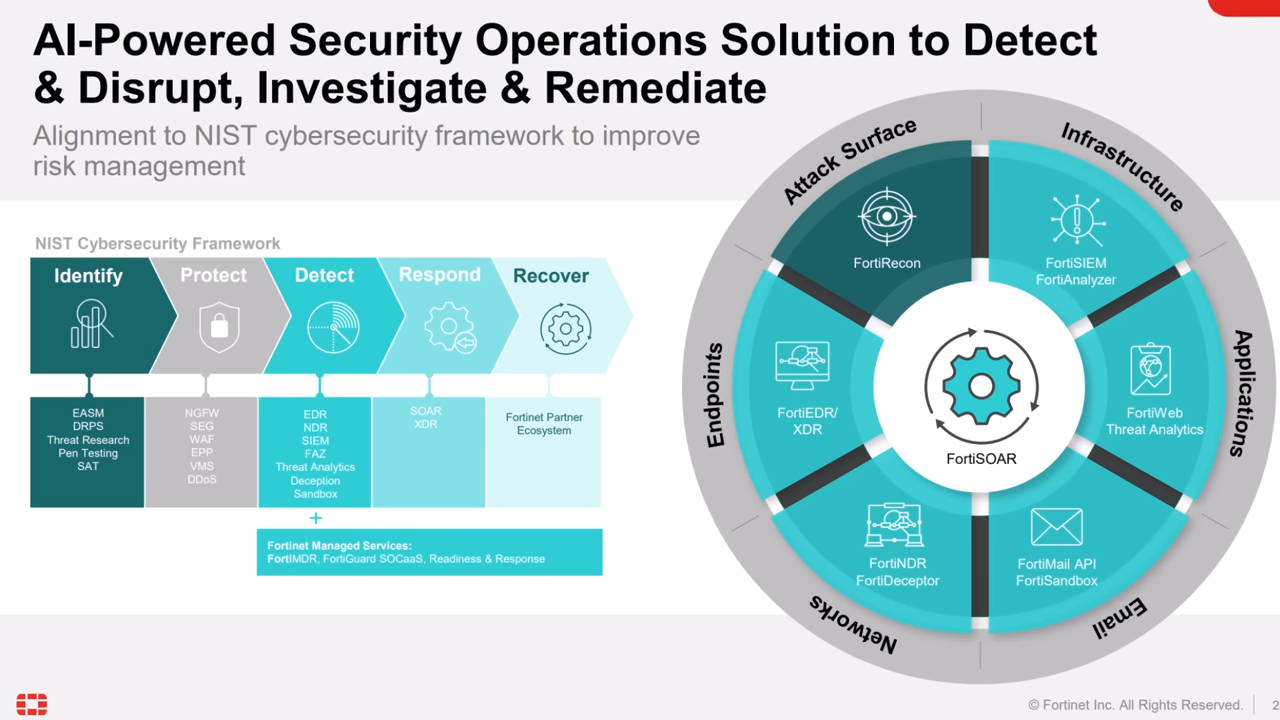 AI-Powered Security Operations Solution to Detect
& Disrupt, Investigate & Remediate
Alignment to NIST cybersecurity framework to improve
risk management
NIST Cybersecurity Framework
Identify
Protect
Detect
Respond
Recover
EASM
DRPS
Threat Research
Pen Testing
SAT
NGFW
SEG
WAF
EPP
VMS
DDoS
EDR
NDR
SIEM
FAZ
Threat Analytics
Deception
Sandbox
SOAR
XDR
Fortinet Partner
Ecosystem
+
Fortinet Managed Services:
FortiMDR, FortiGuard SOCaaS, Readiness & Response
Attack Surface
Infrastructure
Applications
Email
Networks
Endpoints
FortiRecon
FortiSIEM
FortiAnalyzer
FortiWeb
Threat Analytics
FortiMail API
FortiSandbox
FortiNDR
FortiDeceptor
FortiEDR/
XDR
FortiSOAR
© Fortinet Inc. All Rights Reserved.
2